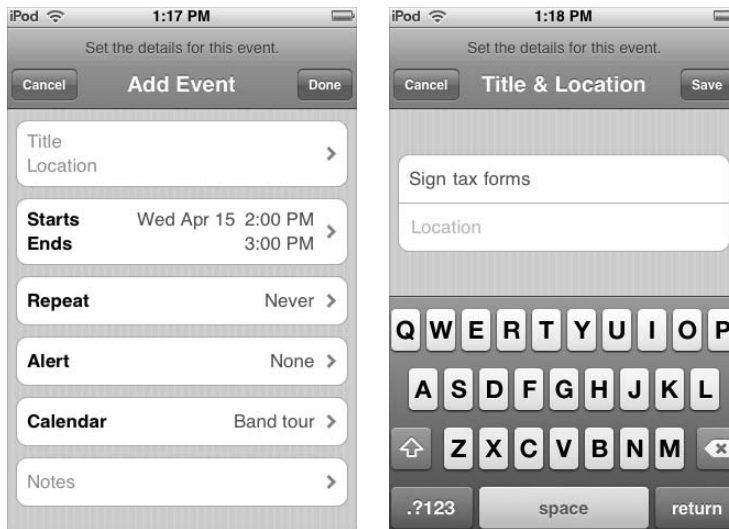 iPod 1:17 PM
Set the details for this event.
Cancel Add Event Done
Title
Location
Starts Wed Apr 15 2:00 PM
Ends 3:00 PM
Repeat Never
Alert None
Calendar Band tour
Notes
iPod 1:18 PM
Set the details for this event.
Cancel Title & Location Save
Sign tax forms
Location
Q W E R T Y U I O P
A S D F G H J K L
Z X C V B N M
.?123 space return